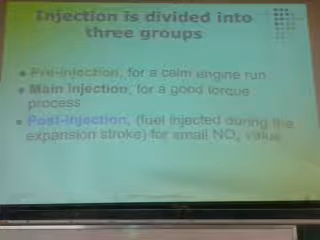 Injection is divided into
three groups
Pre-injection, for a calm engine run
Main injection, for a good torque
process
Post-injection, (fuel injected during the
expansion stroke) for small NOx value